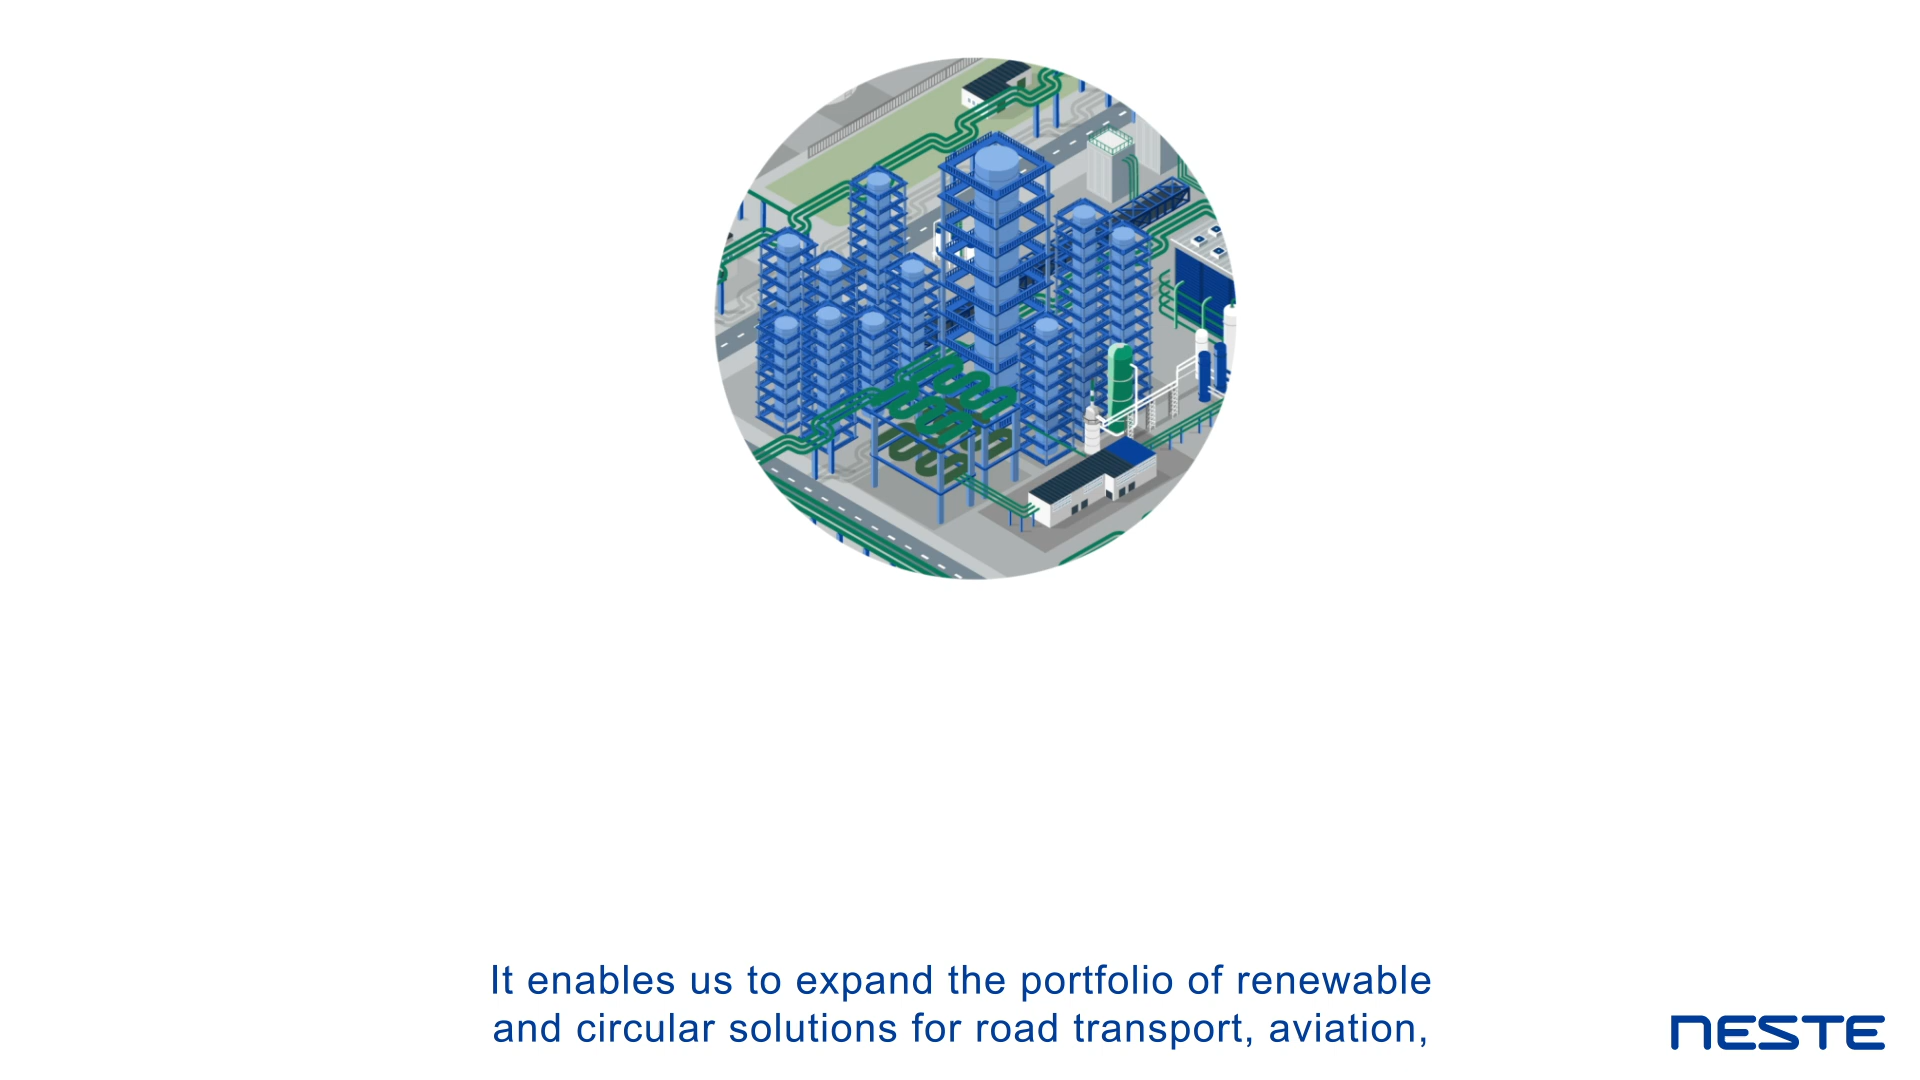 It enables us to expand the portfolio of renewable
and circular solutions for road transport, aviation,
NESTE